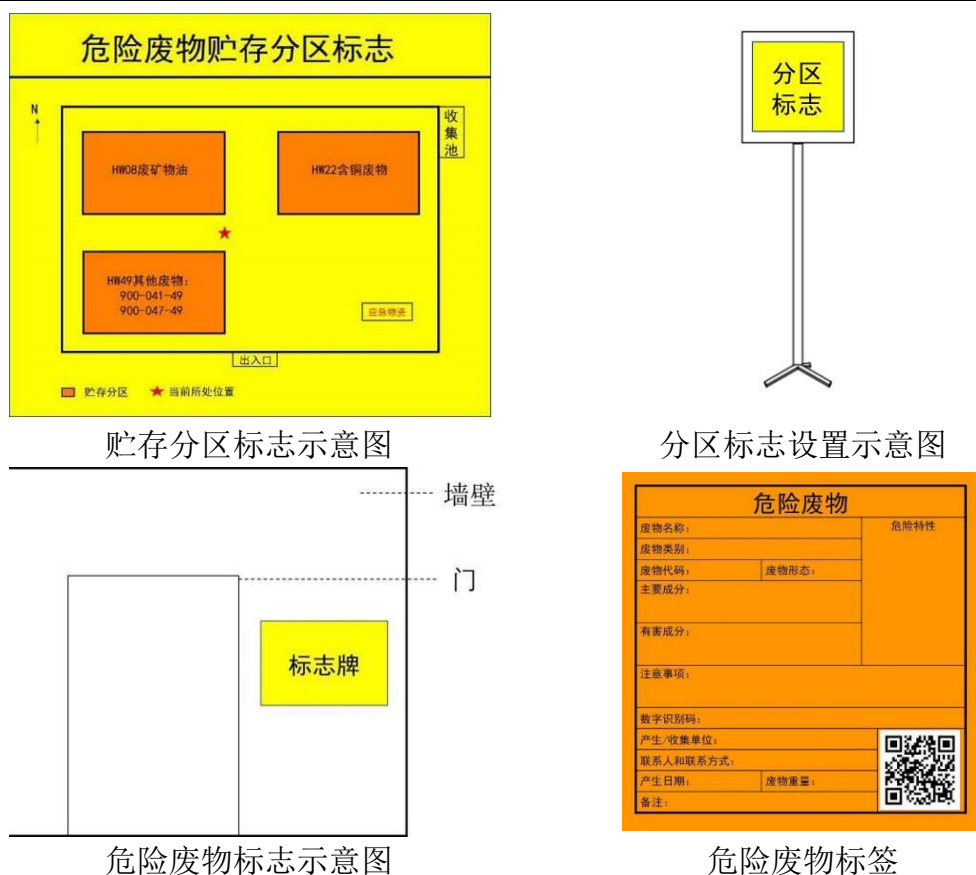 危险废物贮存分区标志
N
收集池
HW08废矿物油
HW22含铜废物
HW49其他废物：
900-041-49
900-047-49
应急物资
出入口
贮存分区
当前所处位置
贮存分区标志示意图
分区
标志
分区标志设置示意图
墙壁
门
标志牌
危险废物标志示意图
危险废物
废物名称：
危险特性
废物类别：
废物代码：
废物形态：
主要成分：
有害成分：
注意事项：
数字识别码：
产生/收集单位：
联系人和联系方式：
产生日期：
废物重量：
备注：
危险废物标签